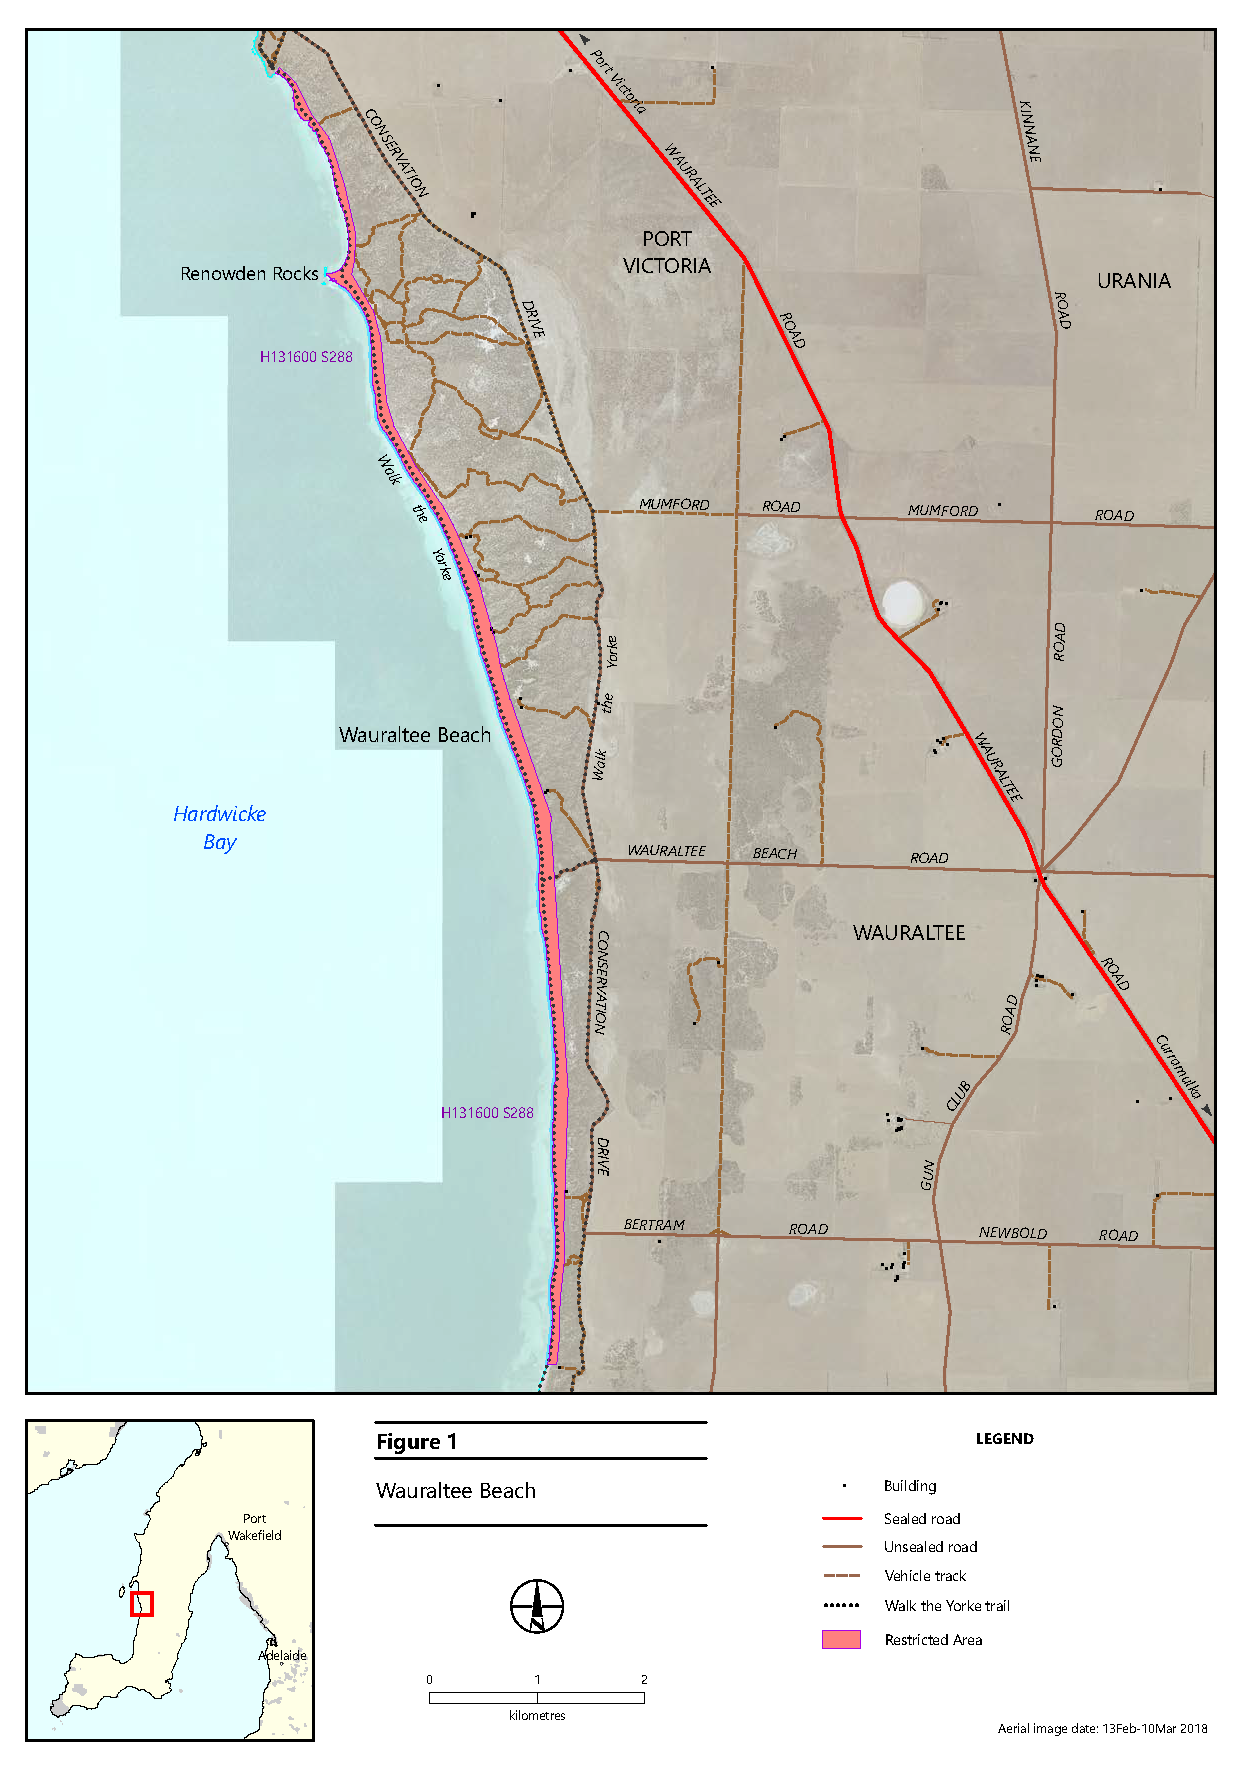 Port Victoria
CONSERVATION
KINNANE
WAURALTEE
PORT
VICTORIA
Renowden Rocks
URANIA
DRIVE
ROAD
ROAD
H131600 S288
Walk
the
Yorke
MUMFORD
ROAD
MUMFORD
ROAD
ROAD
Yorke
the
Walk
GORDON
Wauraltee Beach
WAURALTEE
Hardwicke
Bay
WAURALTEE
BEACH
ROAD
WAURALTEE
CONSERVATION
ROAD
ROAD
Curramulka
CLUB
H131600 S288
DRIVE
GUN
BERTRAM
ROAD
NEWBOLD
ROAD
Port
Wakefield
Adelaide
Figure 1
Wauraltee Beach
N
0 1 2
kilometres
LEGEND
Building
Sealed road
Unsealed road
Vehicle track
Walk the Yorke trail
Restricted Area
Aerial image date: 13Feb-10Mar 2018